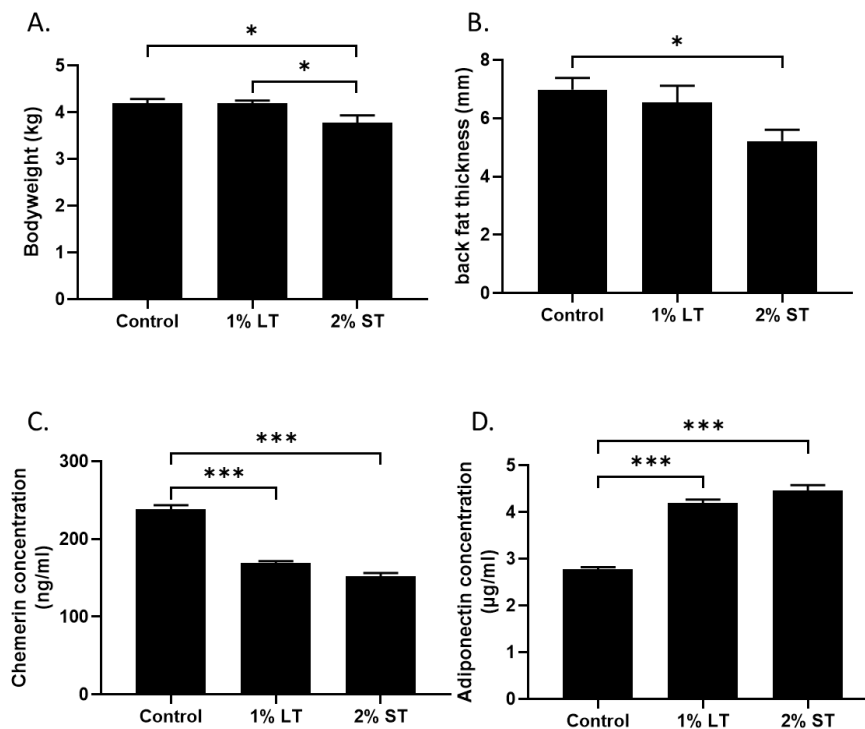 A.
*
*
Bodyweight (kg)
5
4
3
2
1
0
Control 1% LT 2% ST
B.
*
back fat thickness (mm)
8
6
4
2
0
Control 1% LT 2% ST
C.
***
***
Chemerin concentration
(ng/ml)
300
200
100
0
Control 1% LT 2% ST
D.
***
***
Adiponectin concentration
(µg/ml)
5
4
3
2
1
0
Control 1% LT 2% ST